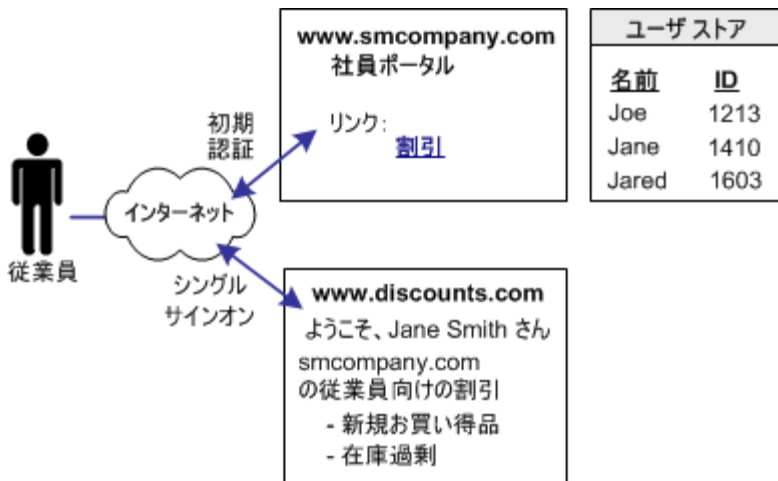 www.smcompany.com
社員ポータル
リンク:
割引
ユーザ ストア
名前 ID
Joe 1213
Jane 1410
Jared 1603
初期
認証
インターネット
従業員
シングル
サインオン
www.discounts.com
ようこそ、Jane Smith さん
smcompany.com
の従業員向けの割引
- 新規お買い得品
- 在庫過剰